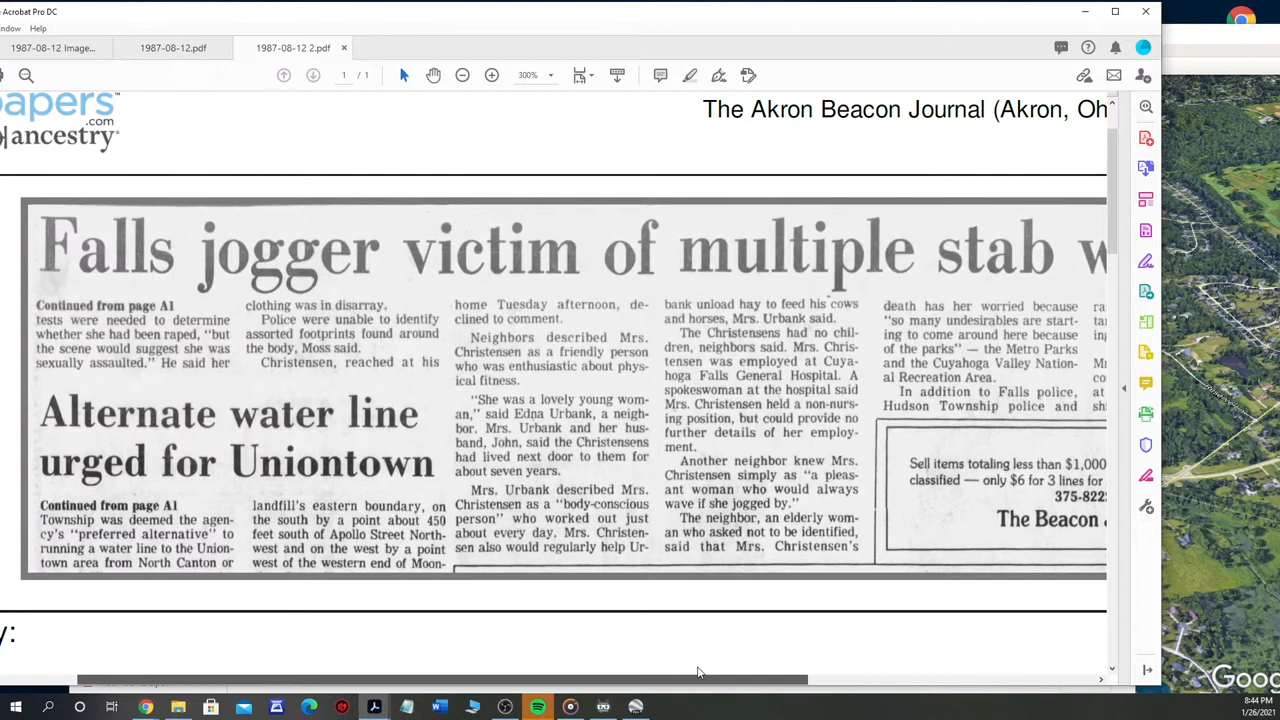 Acrobat Pro DC
Window Help
1987-08-12 Image...
1987-08-12.pdf
1987-08-12 2.pdf
1 / 1
300%
apers
.com
ancestry
The Akron Beacon Journal (Akron, Oh
Falls jogger victim of multiple stab w
Continued from page A1
tests were needed to determine
whether she had been raped, "but
the scene would suggest she was
sexually assaulted." He said her
clothing was in disarray.
Police were unable to identify
assorted footprints found around
the body, Moss said.
Christensen, reached at his
home Tuesday afternoon, de-
clined to comment.
Neighbors described Mrs.
Christensen as a friendly person
who was enthusiastic about phys-
ical fitness.
"She was a lovely young wom-
an," said Edna Urbank, a neigh-
bor. Mrs. Urbank and her hus-
band, John, said the Christensens
had lived next door to them for
about seven years.
Mrs. Urbank described Mrs.
Christensen as a "body-conscious
person" who worked out just
about every day. Mrs. Christen-
sen also would regularly help Ur-
bank unload hay to feed his cows
and horses, Mrs. Urbank said.
The Christensens had no chil-
dren, neighbors said. Mrs. Chris-
tensen was employed at Cuya-
hoga Falls General Hospital. A
spokeswoman at the hospital said
Mrs. Christensen held a non-nurs-
ing position, but could provide no
further details of her employ-
ment.
Another neighbor knew Mrs.
Christensen simply as "a pleas-
ant woman who would always
wave if she jogged by."
The neighbor, an elderly wom-
an who asked not to be identified,
said that Mrs. Christensen's
death has her worried because
"so many undesirables are start-
ing to come around here because
of the parks" — the Metro Parks
and the Cuyahoga Valley Nation-
al Recreation Area.
In addition to Falls police,
Hudson Township police and
Alternate water line
urged for Uniontown
Continued from page A1
Township was deemed the agen-
cy's "preferred alternative" to
running a water line to the Union-
town area from North Canton or
landfill's eastern boundary, on
the south by a point about 450
feet south of Apollo Street North-
west and on the west by a point
west of the western end of Moon-
Sell items totaling less than $1,000
classified — only $6 for 3 lines for
375-822
The Beacon
y:
Goog
8:44 PM
1/26/2021